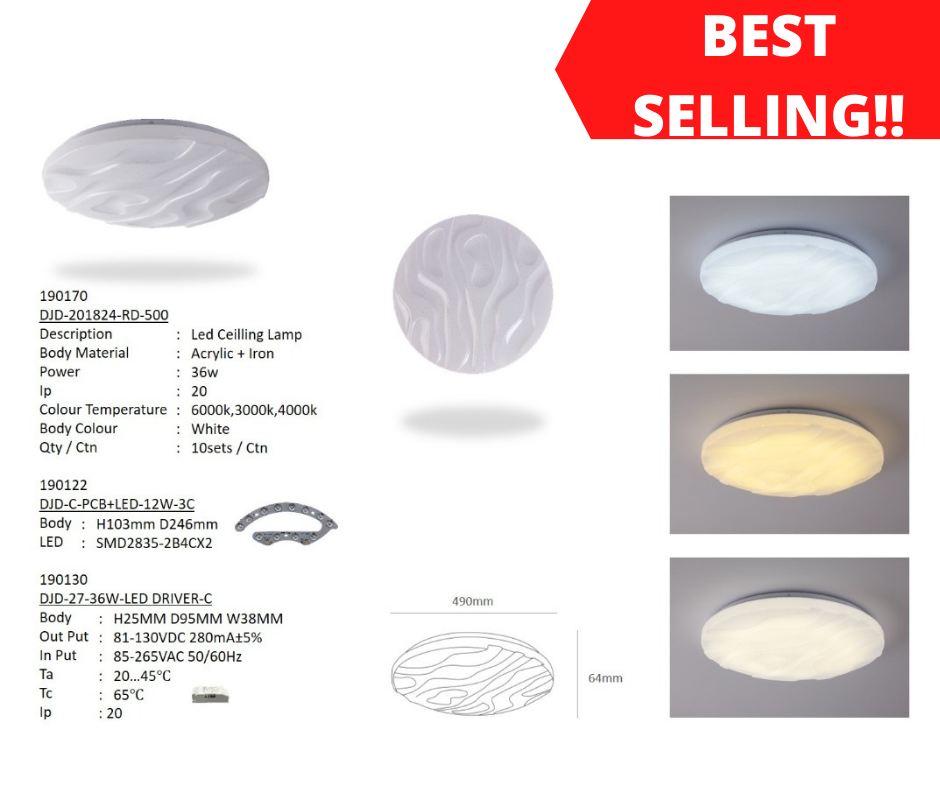 BEST
SELLING!!
190170
DJD-201824-RD-500
Description : Led Ceilling Lamp
Body Material : Acrylic + Iron
Power : 36w
Ip : 20
Colour Temperature : 6000k,3000k,4000k
Body Colour : White
Qty / Ctn : 10sets / Ctn
190122
DJD-C-PCB+LED-12W-3C
Body : H103mm D246mm
LED : SMD2835-2B4CX2
190130
DJD-27-36W-LED DRIVER-C
Body : H25MM D95MM W38MM
Out Put : 81-130VDC 280mA±5%
In Put : 85-265VAC 50/60Hz
Ta : 20...45℃
Tc : 65℃
Ip : 20
490mm
64mm